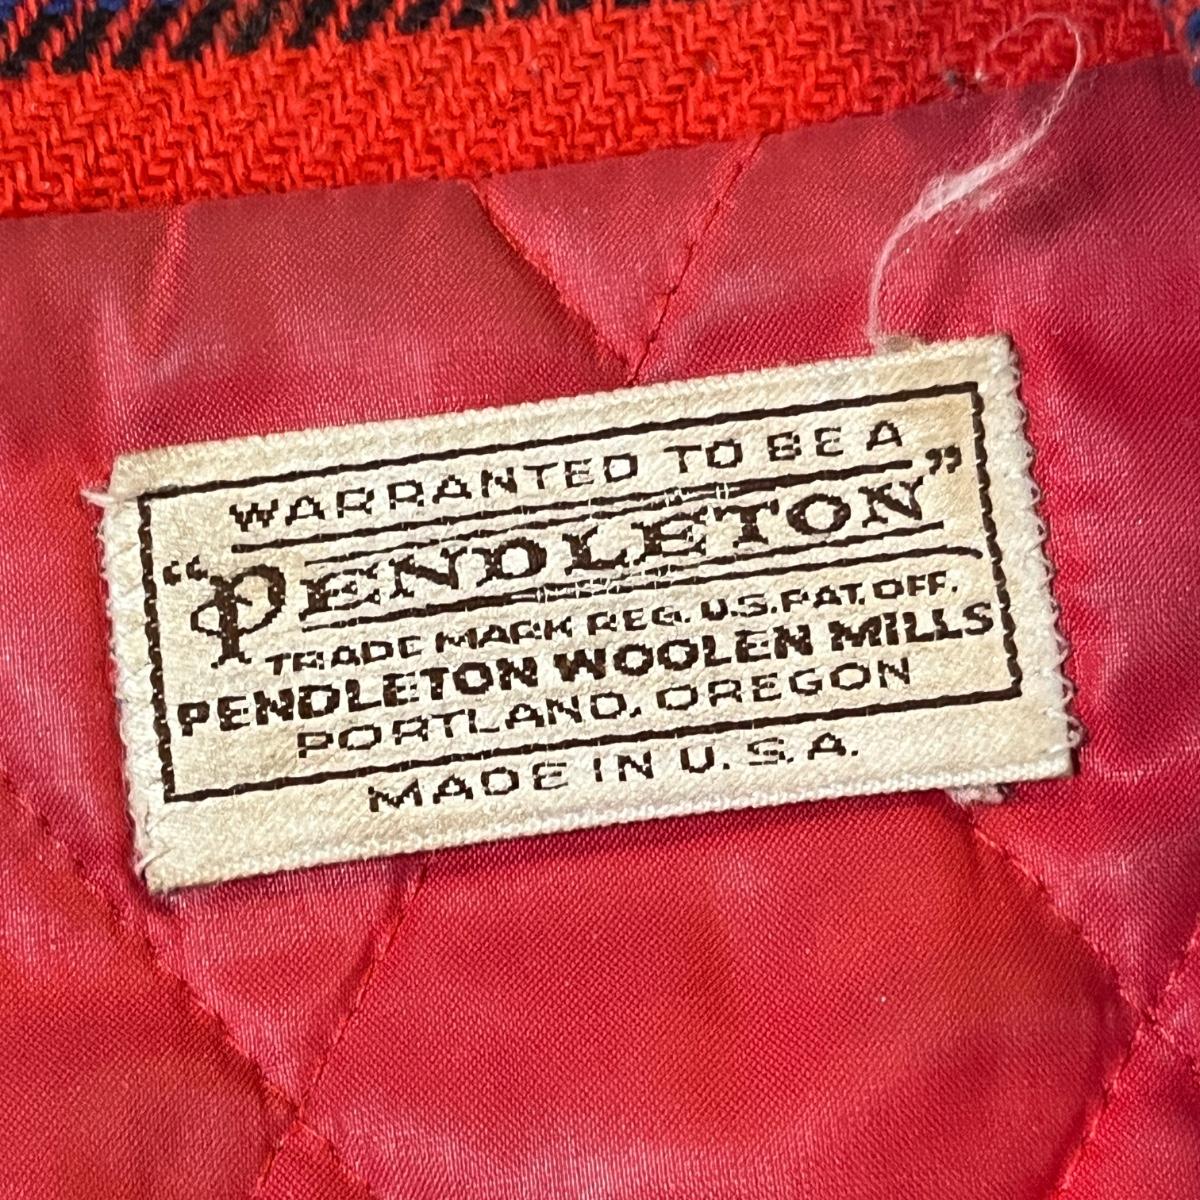 WARRANTED TO BE A
"PENDLETON"
TRADE MARK REG. U.S. PAT. OFF.
PENDLETON WOOLEN MILLS
PORTLAND, OREGON
MADE IN U.S.A.